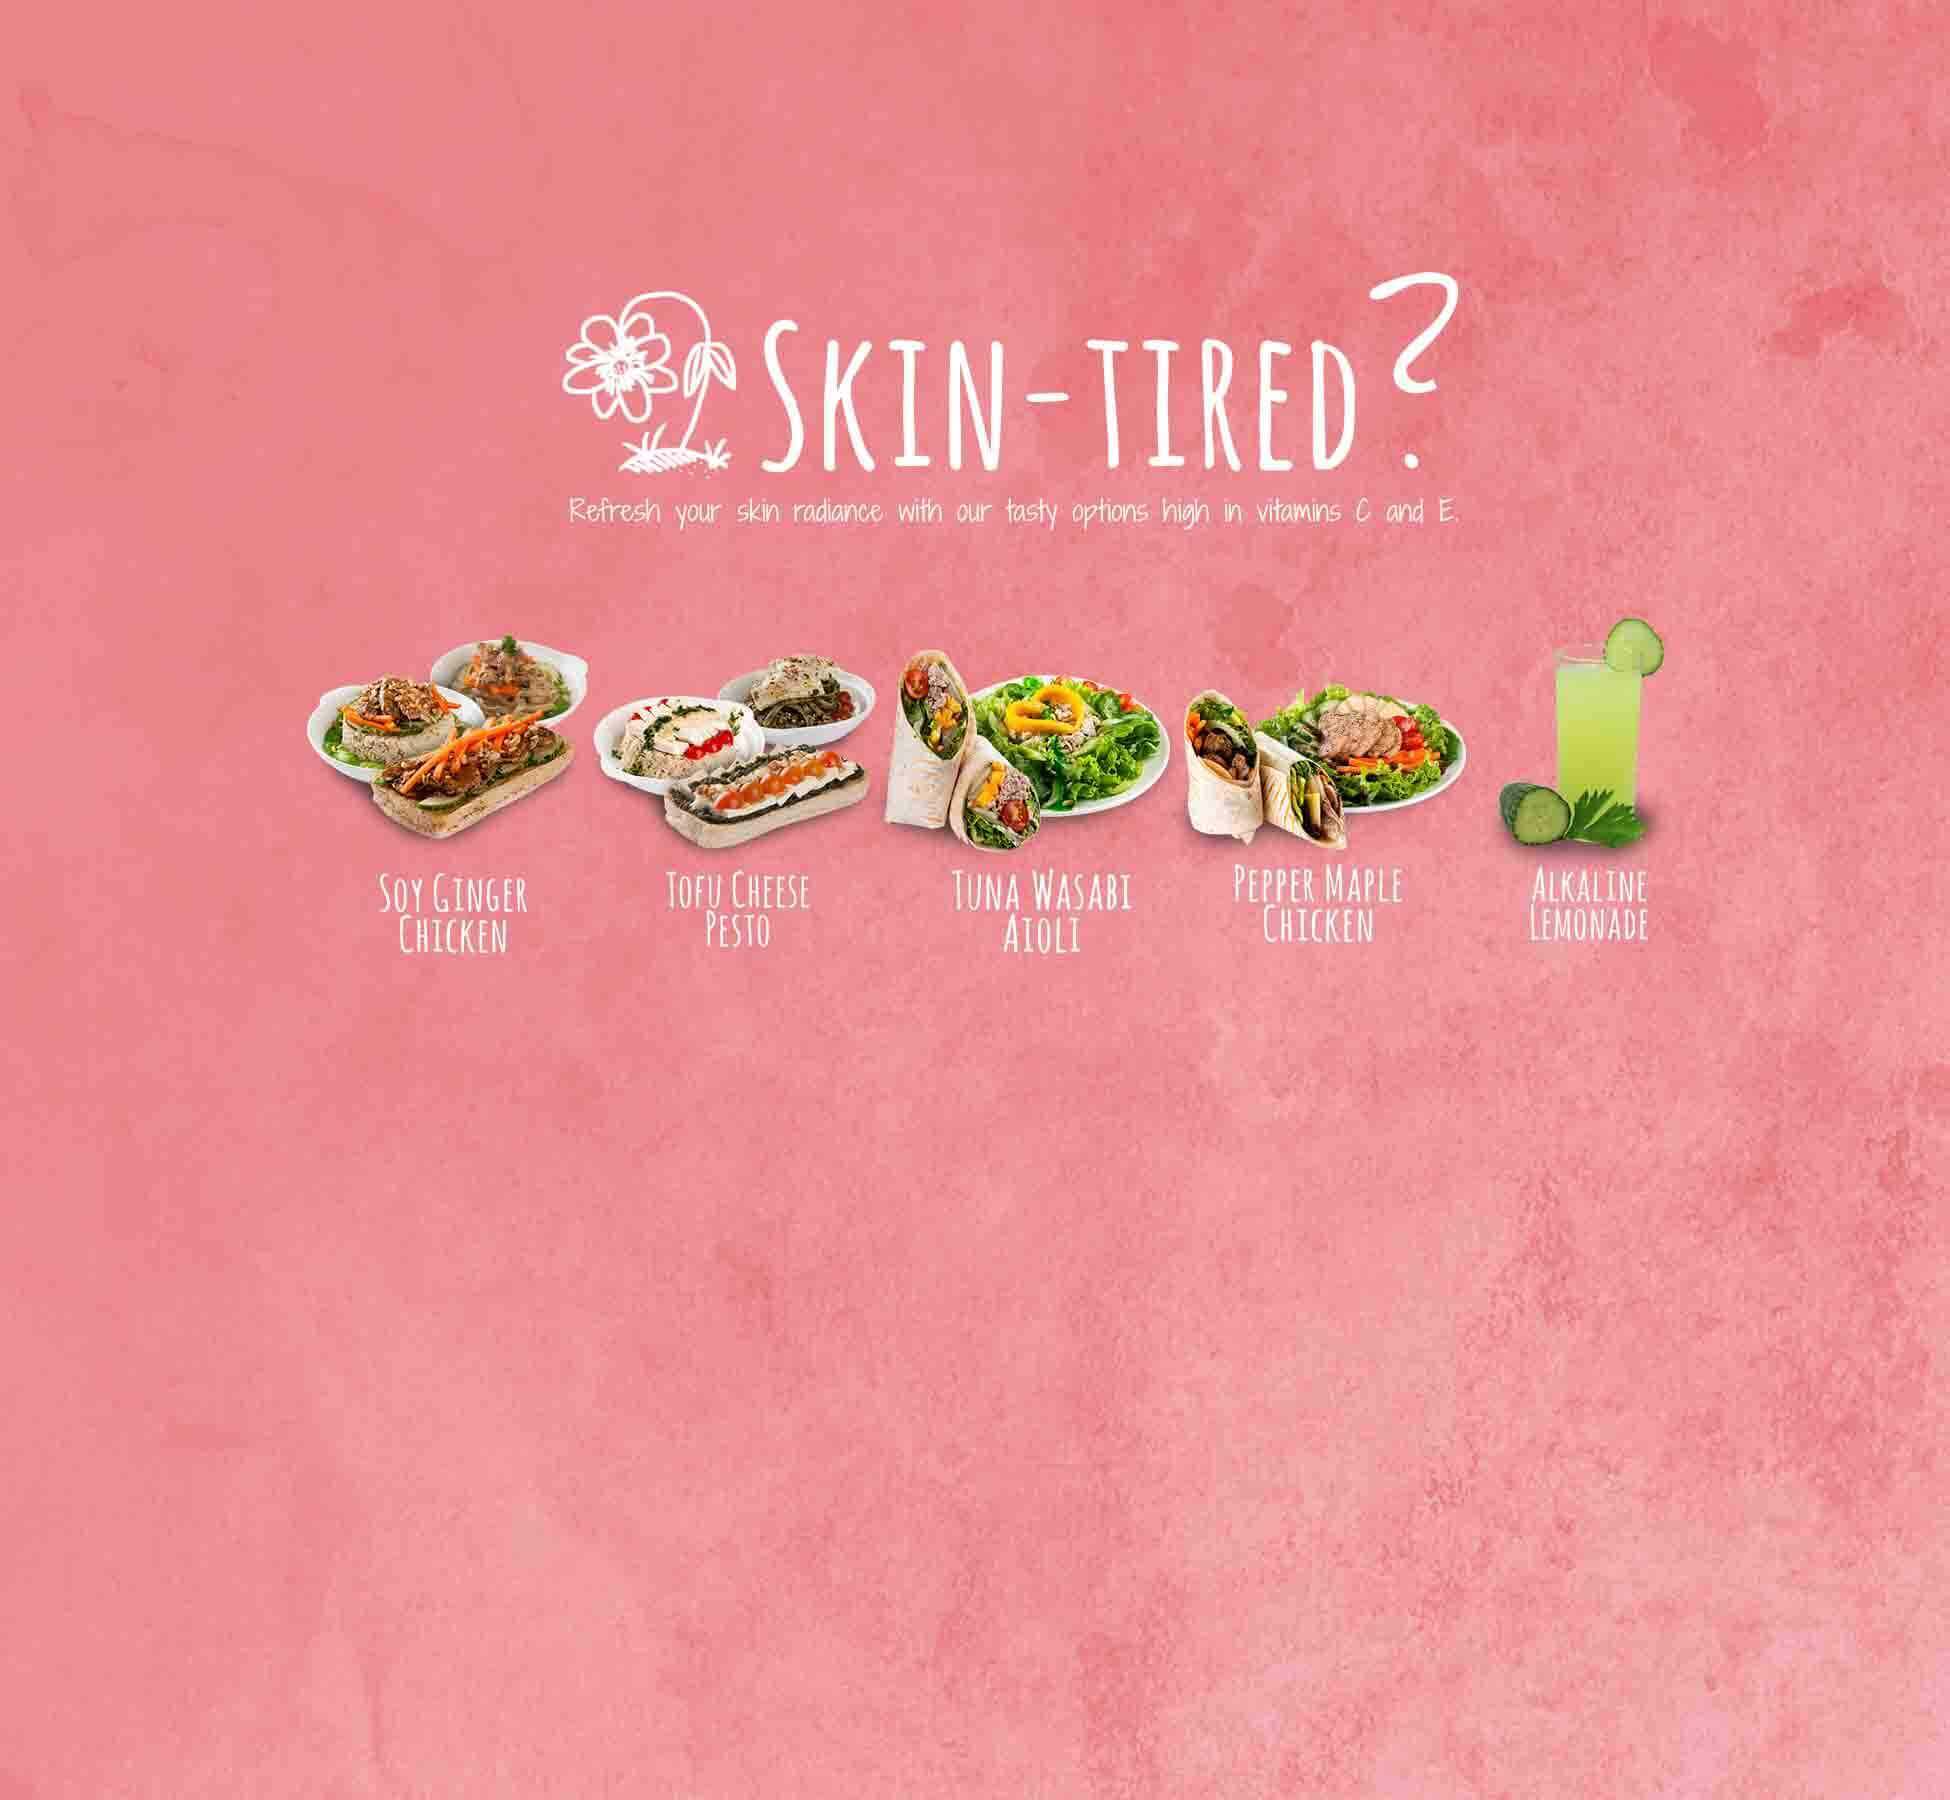 Skin-tired?
Refresh your skin radiance with our tasty options high in vitamins C and E.
Soy Ginger
Chicken
Tofu Cheese
Pesto
Tuna Wasabi
Aioli
Pepper Maple
Chicken
Alkaline
Lemonade